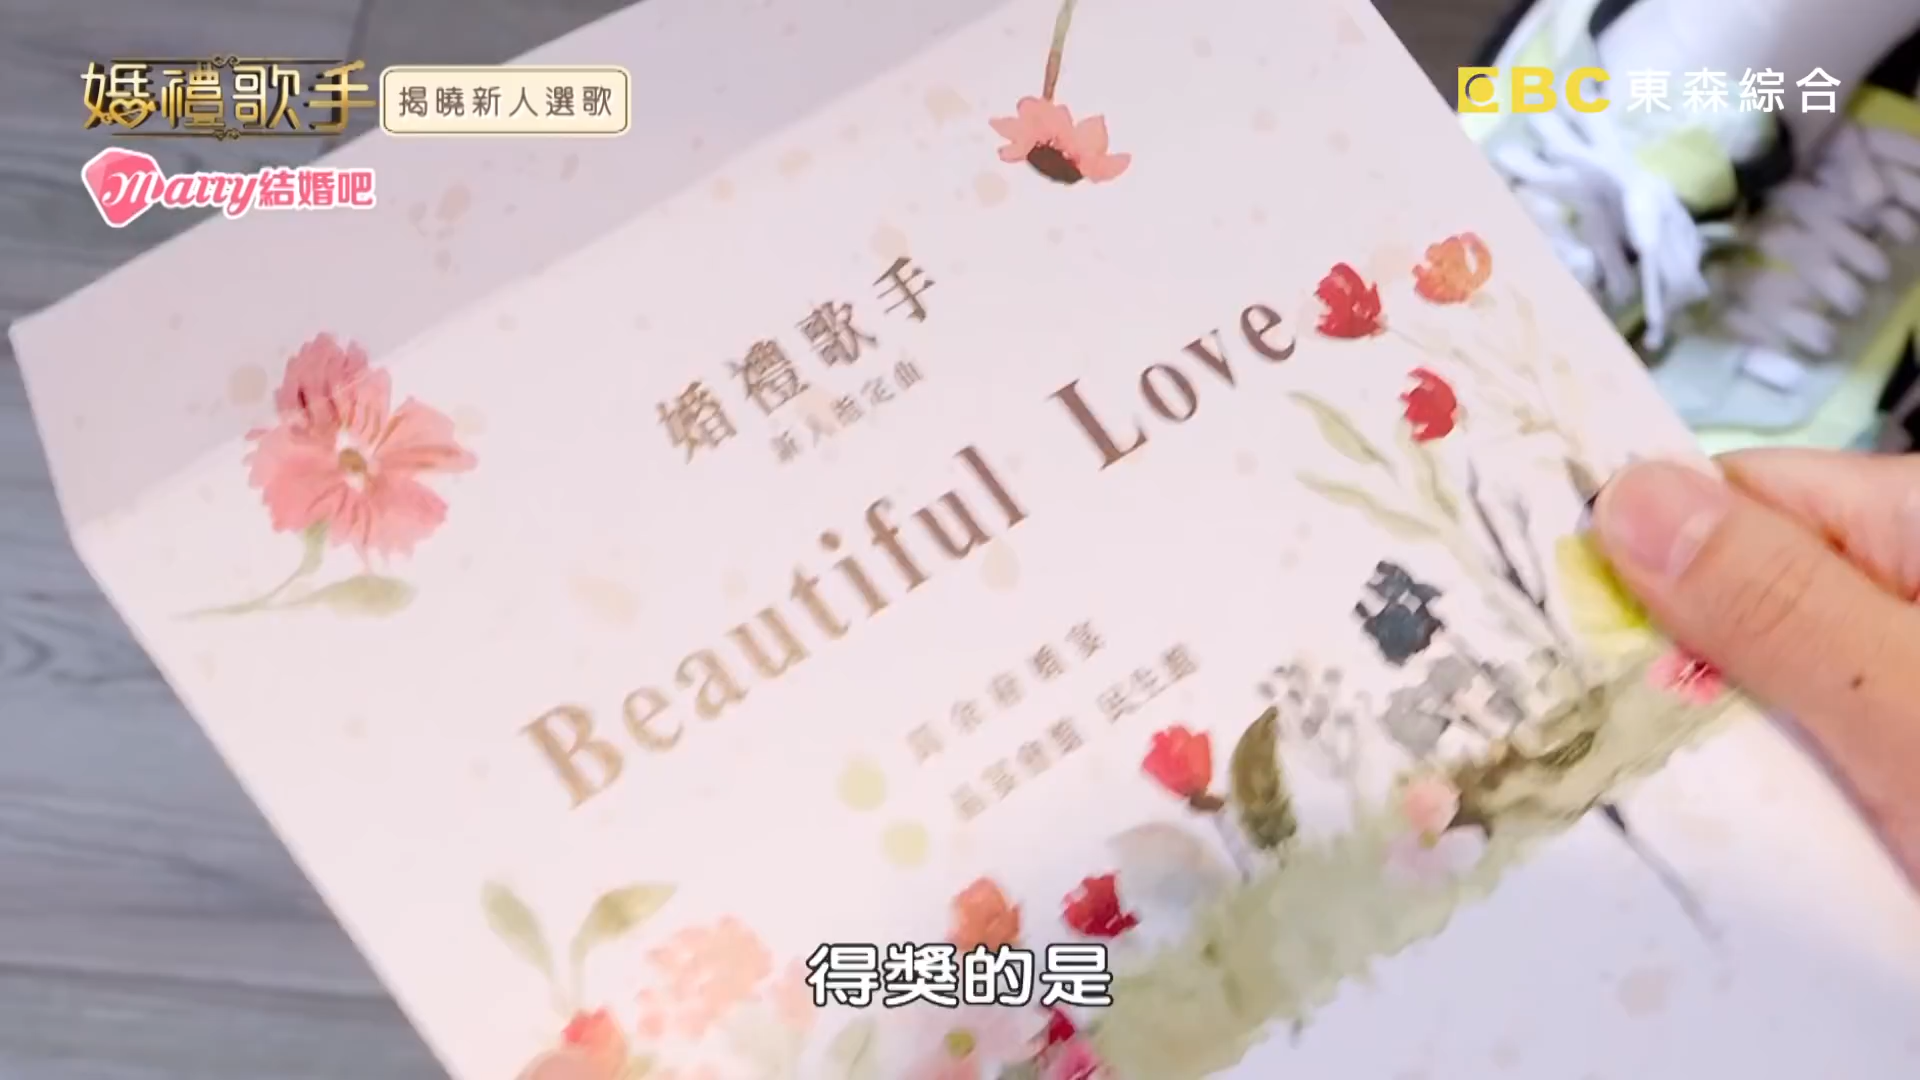 婚禮歌手
揭曉新人選歌
EBC 東森綜合
Marry結婚吧
婚禮歌手
新人指定曲
Beautiful Love
得獎的是